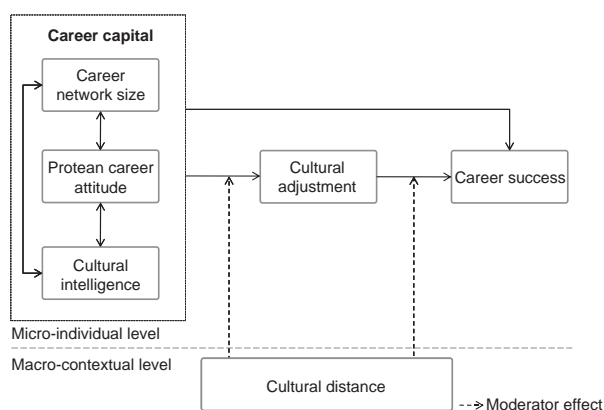 Career capital
Career
network size
Protean career
attitude
Cultural
intelligence
Cultural
adjustment
Career success
Micro-individual level
Macro-contextual level
Cultural distance
Moderator effect